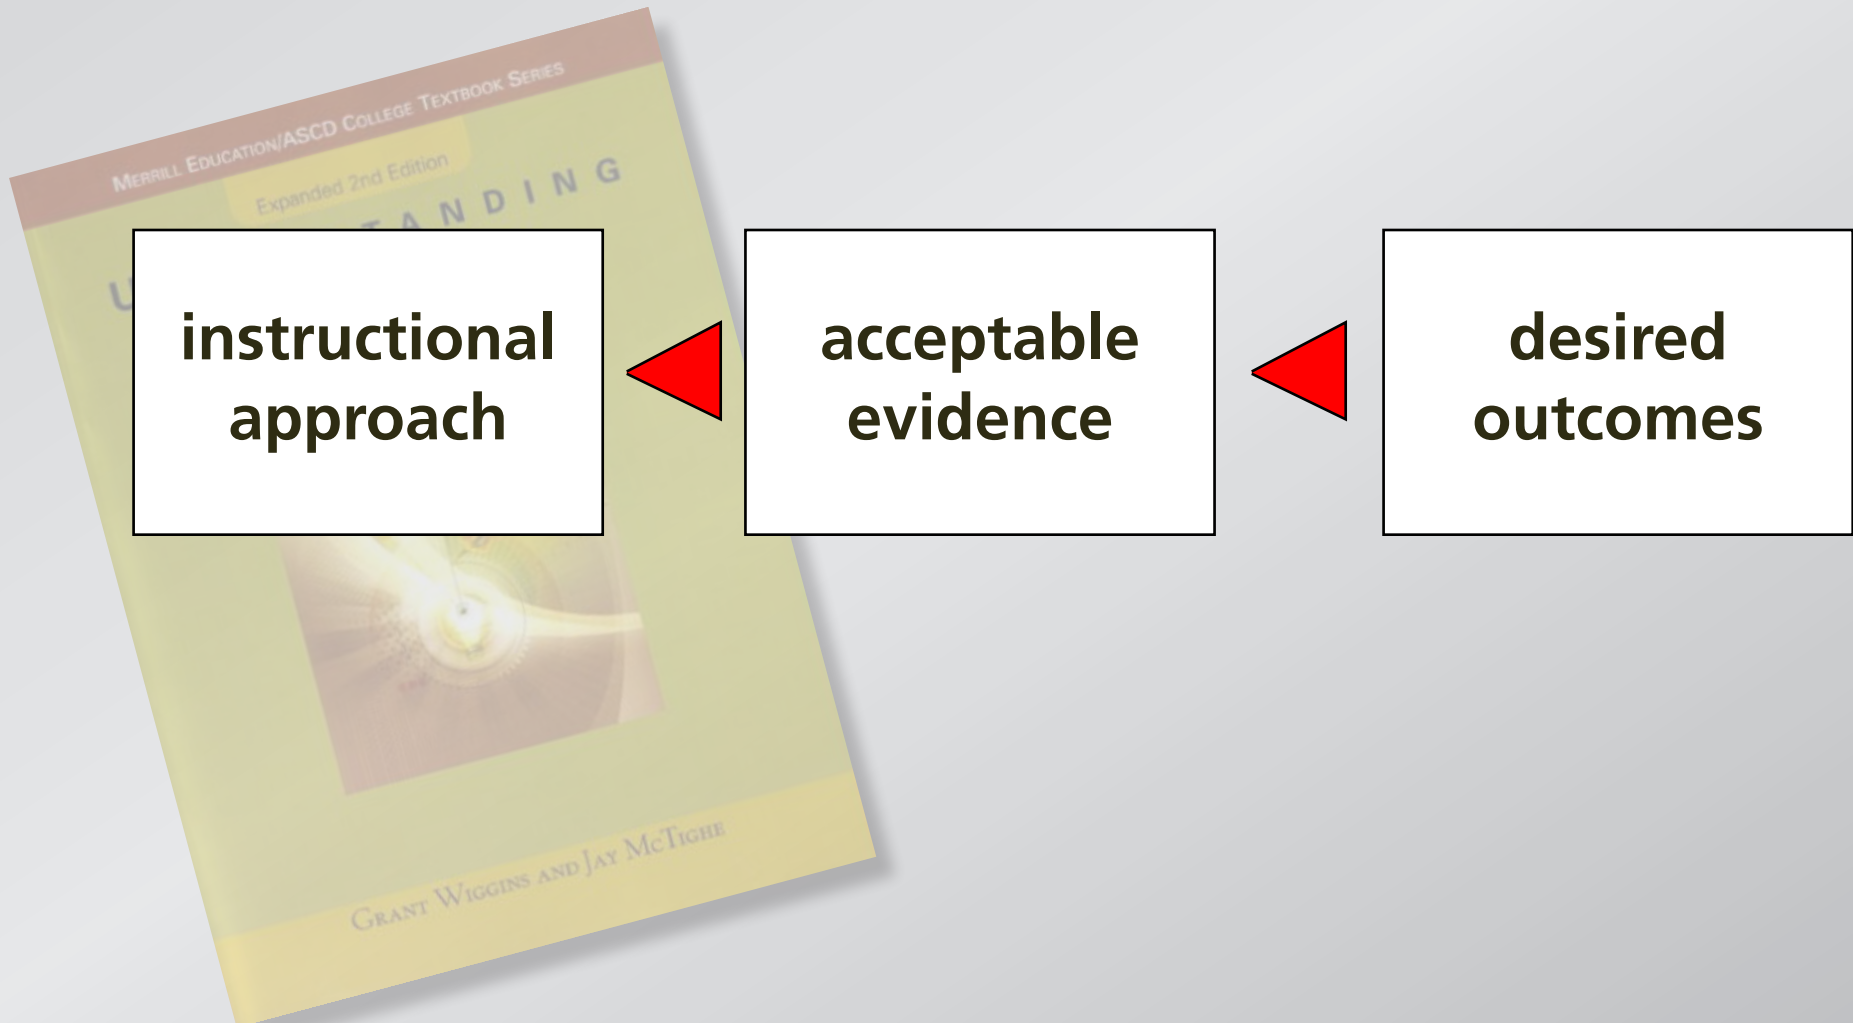 MERRILL EDUCATION/ASCD COLLEGE TEXTBOOK SERIES
Expanded 2nd Edition
instructional
approach
acceptable
evidence
desired
outcomes
GRANT WIGGINS AND JAY MCTIGHE